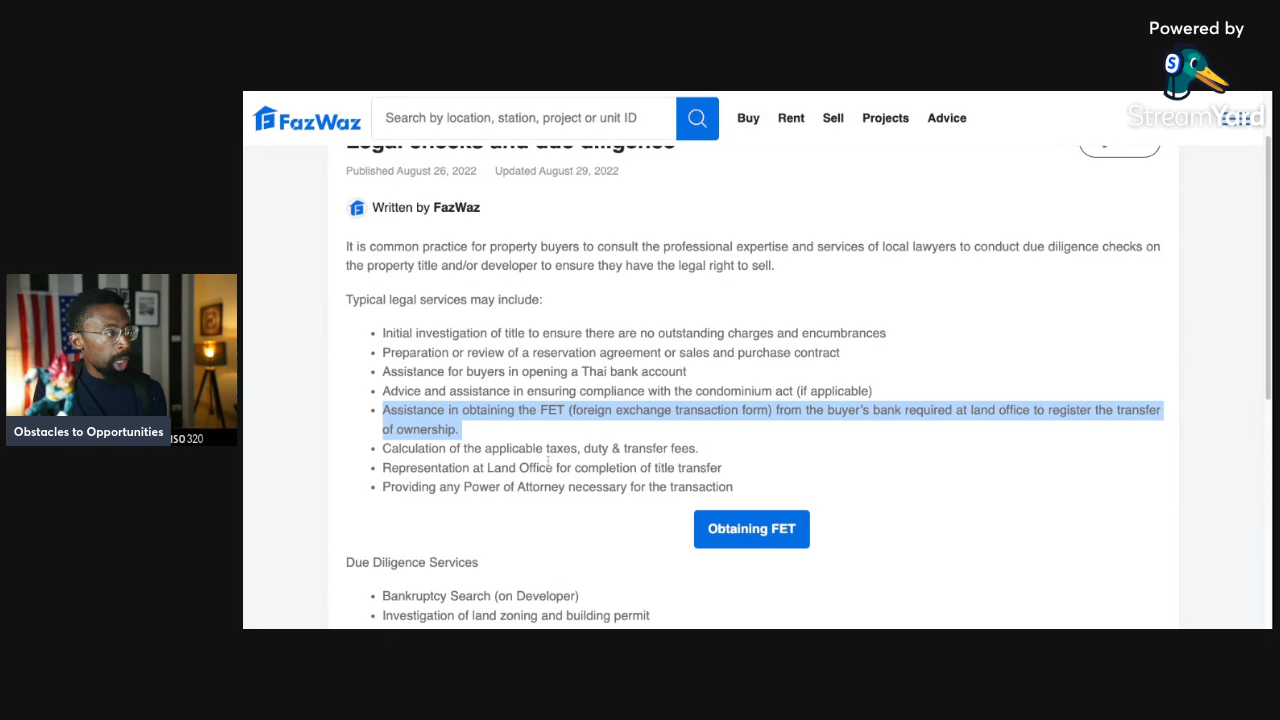 Powered by
S
StreamYard
FazWaz
Search by location, station, project or unit ID
Buy
Rent
Sell
Projects
Advice
Legal checks and due diligence
Published August 26, 2022
Updated August 29, 2022
Written by FazWaz
It is common practice for property buyers to consult the professional expertise and services of local lawyers to conduct due diligence checks on
the property title and/or developer to ensure they have the legal right to sell.
Typical legal services may include:
• Initial investigation of title to ensure there are no outstanding charges and encumbrances
• Preparation or review of a reservation agreement or sales and purchase contract
• Assistance for buyers in opening a Thai bank account
• Advice and assistance in ensuring compliance with the condominium act (if applicable)
• Assistance in obtaining the FET (foreign exchange transaction form) from the buyer's bank required at land office to register the transfer
of ownership.
• Calculation of the applicable taxes, duty & transfer fees.
• Representation at Land Office for completion of title transfer
• Providing any Power of Attorney necessary for the transaction
Obtaining FET
Due Diligence Services
• Bankruptcy Search (on Developer)
• Investigation of land zoning and building permit
Obstacles to Opportunities
ISO 320